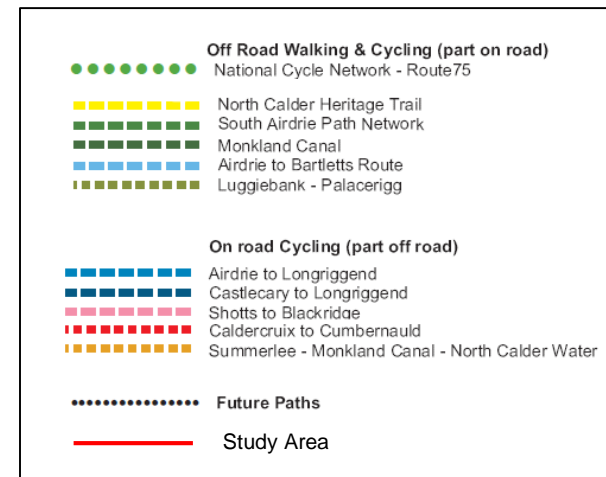 Off Road Walking & Cycling (part on road)
National Cycle Network - Route75
North Calder Heritage Trail
South Airdrie Path Network
Monkland Canal
Airdrie to Bartletts Route
Luggiebank - Palacerigg
On road Cycling (part off road)
Airdrie to Longriggend
Castlecary to Longriggend
Shotts to Blackridge
Caldercruix to Cumbernauld
Summerlee - Monkland Canal - North Calder Water
Future Paths
Study Area